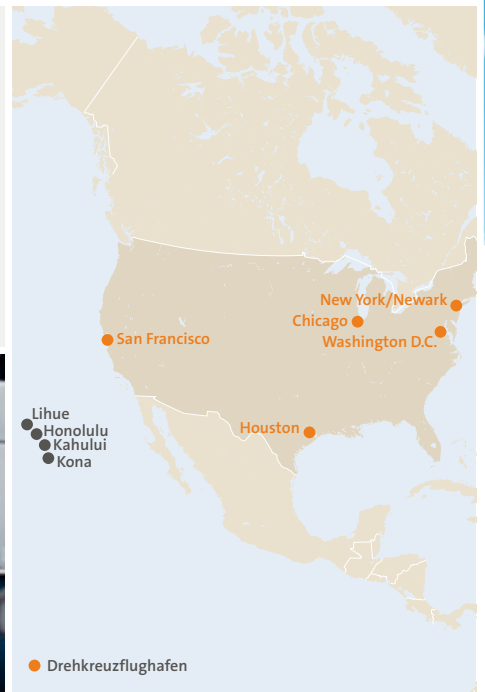 New York/Newark
Chicago
Washington D.C.
San Francisco
Lihue
Honolulu
Kahului
Kona
Houston
Drehkreuzflughafen